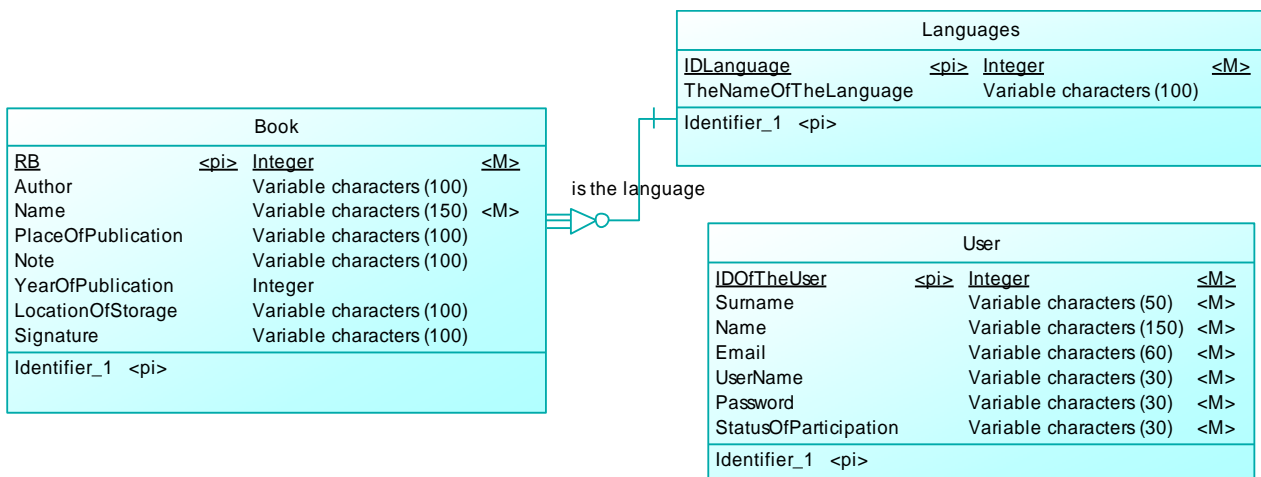 Languages
IDLanguage <pi> Integer <M>
TheNameOfTheLanguage Variable characters (100)
Identifier_1 <pi>
Book
RB <pi> Integer <M>
Author Variable characters (100)
Name Variable characters (150) <M>
PlaceOfPublication Variable characters (100)
Note Variable characters (100)
YearOfPublication Integer
LocationOfStorage Variable characters (100)
Signature Variable characters (100)
Identifier_1 <pi>
is the language
User
IDOfTheUser <pi> Integer <M>
Surname Variable characters (50) <M>
Name Variable characters (150) <M>
Email Variable characters (60) <M>
UserName Variable characters (30) <M>
Password Variable characters (30) <M>
StatusOfParticipation Variable characters (30) <M>
Identifier_1 <pi>